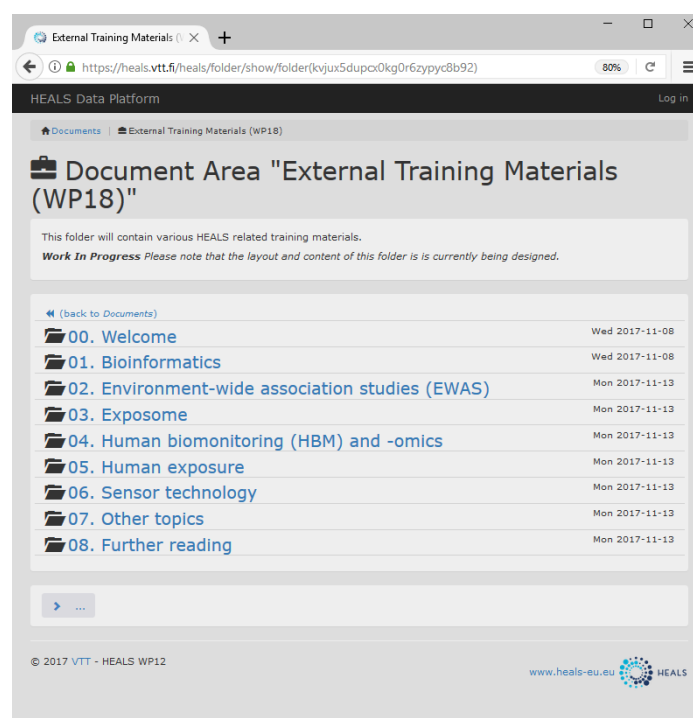 External Training Materials (
https://heals.vtt.fi/heals/folder/show/folder(kvjux5dupcx0kg0r6zypyc8b92)
80%
HEALS Data Platform
Log in
Documents | External Training Materials (WP18)
Document Area "External Training Materials
(WP18)"
This folder will contain various HEALS related training materials.
Work In Progress Please note that the layout and content of this folder is is currently being designed.
(back to Documents)
00. Welcome Wed 2017-11-08
01. Bioinformatics Wed 2017-11-08
02. Environment-wide association studies (EWAS) Mon 2017-11-13
03. Exposome Mon 2017-11-13
04. Human biomonitoring (HBM) and -omics Mon 2017-11-13
05. Human exposure Mon 2017-11-13
06. Sensor technology Mon 2017-11-13
07. Other topics Mon 2017-11-13
08. Further reading Mon 2017-11-13
...
© 2017 VTT - HEALS WP12
www.heals-eu.eu HEALS